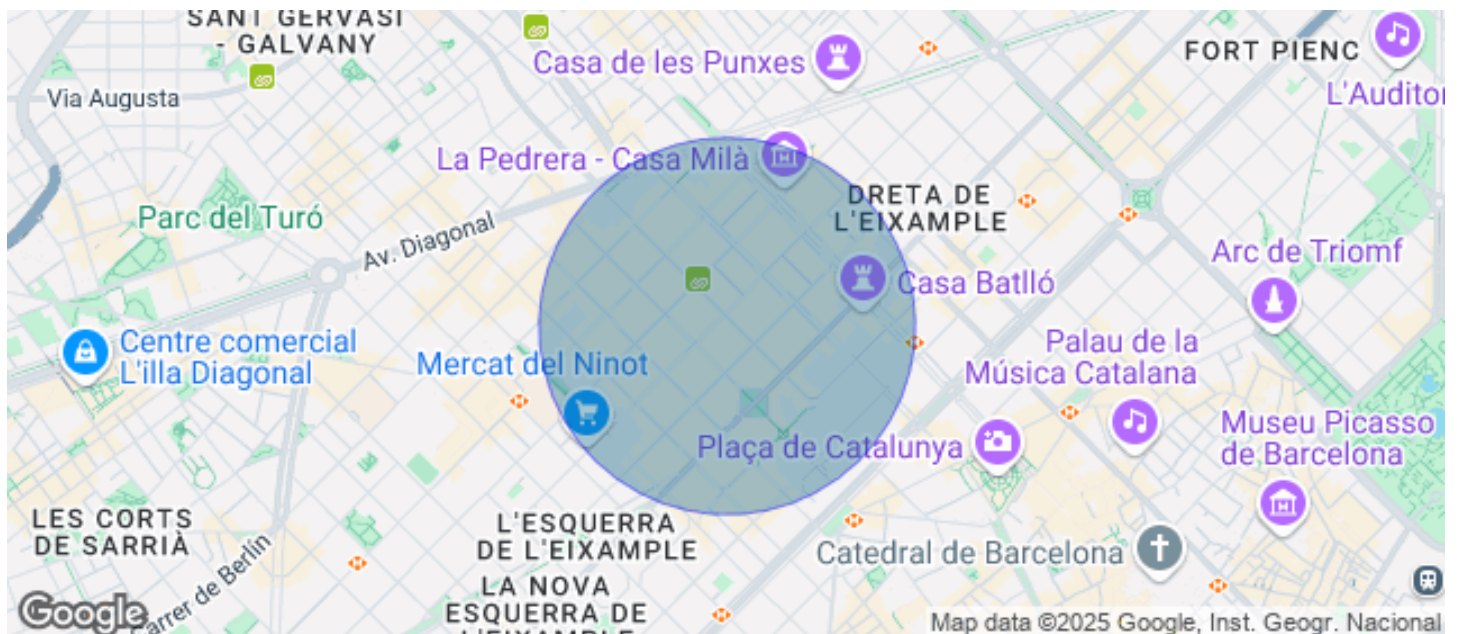 SANT GERVASI
- GALVANY
Via Augusta
Casa de les Punxes
FORT PIENC
L'Auditor
La Pedrera - Casa Milà
DRETA DE
L'EIXAMPLE
Parc del Turó
Av. Diagonal
Arc de Triomf
Casa Batlló
Centre comercial
L'illa Diagonal
Mercat del Ninot
Palau de la
Música Catalana
Plaça de Catalunya
Museu Picasso
de Barcelona
LES CORTS
DE SARRIÀ
L'ESQUERRA
DE L'EIXAMPLE
Catedral de Barcelona
Carrer de Berlín
LA NOVA
ESQUERRA DE
L'EIXAMPLE
Google
Map data ©2025 Google, Inst. Geogr. Nacional